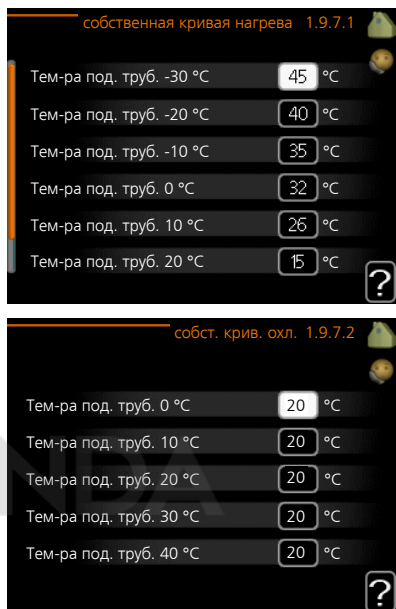 собственная кривая нагрева 1.9.7.1
Тем-ра под. труб. -30 °C 45 °C
Тем-ра под. труб. -20 °C 40 °C
Тем-ра под. труб. -10 °C 35 °C
Тем-ра под. труб. 0 °C 32 °C
Тем-ра под. труб. 10 °C 26 °C
Тем-ра под. труб. 20 °C 15 °C
?
собст. крив. охл. 1.9.7.2
Тем-ра под. труб. 0 °C 20 °C
Тем-ра под. труб. 10 °C 20 °C
Тем-ра под. труб. 20 °C 20 °C
NDA
Тем-ра под. труб. 30 °C 20 °C
Тем-ра под. труб. 40 °C 20 °C
?